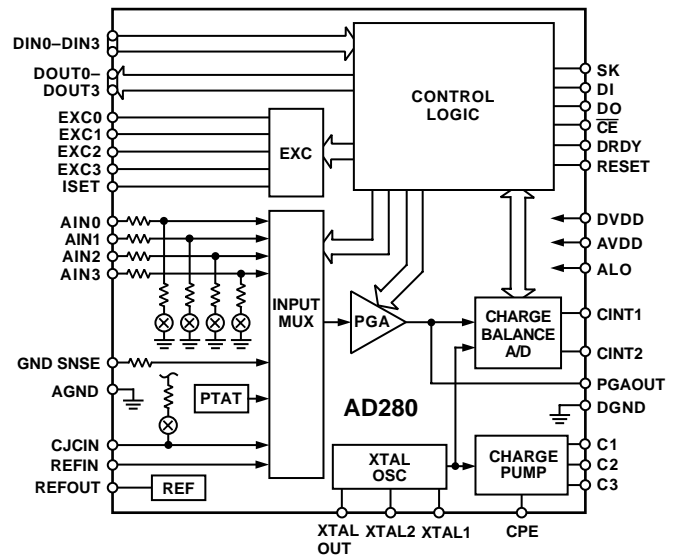 DIN0–DIN3
DOUT0–
DOUT3
EXC0
EXC1
EXC2
EXC3
ISET
AIN0
AIN1
AIN2
AIN3
GND SNSE
AGND
CJCIN
REFIN
REFOUT
EXC
INPUT
MUX
PTAT
REF
CONTROL
LOGIC
PGA
AD280
XTAL
OSC
CHARGE
BALANCE
A/D
CHARGE
PUMP
SK
DI
DO
CE
DRDY
RESET
DVDD
AVDD
ALO
CINT1
CINT2
PGAOUT
DGND
C1
C2
C3
XTAL
OUT
XTAL2
XTAL1
CPE